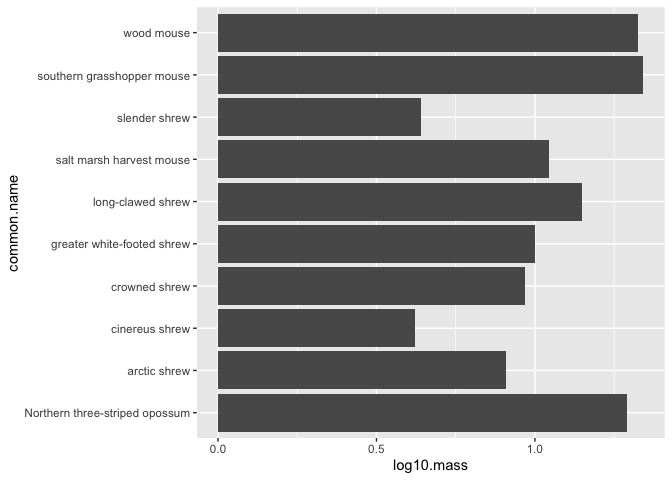 common.name
wood mouse
southern grasshopper mouse
slender shrew
salt marsh harvest mouse
long-clawed shrew
greater white-footed shrew
crowned shrew
cinereus shrew
arctic shrew
Northern three-striped opossum
0.0 0.5 1.0
log10.mass